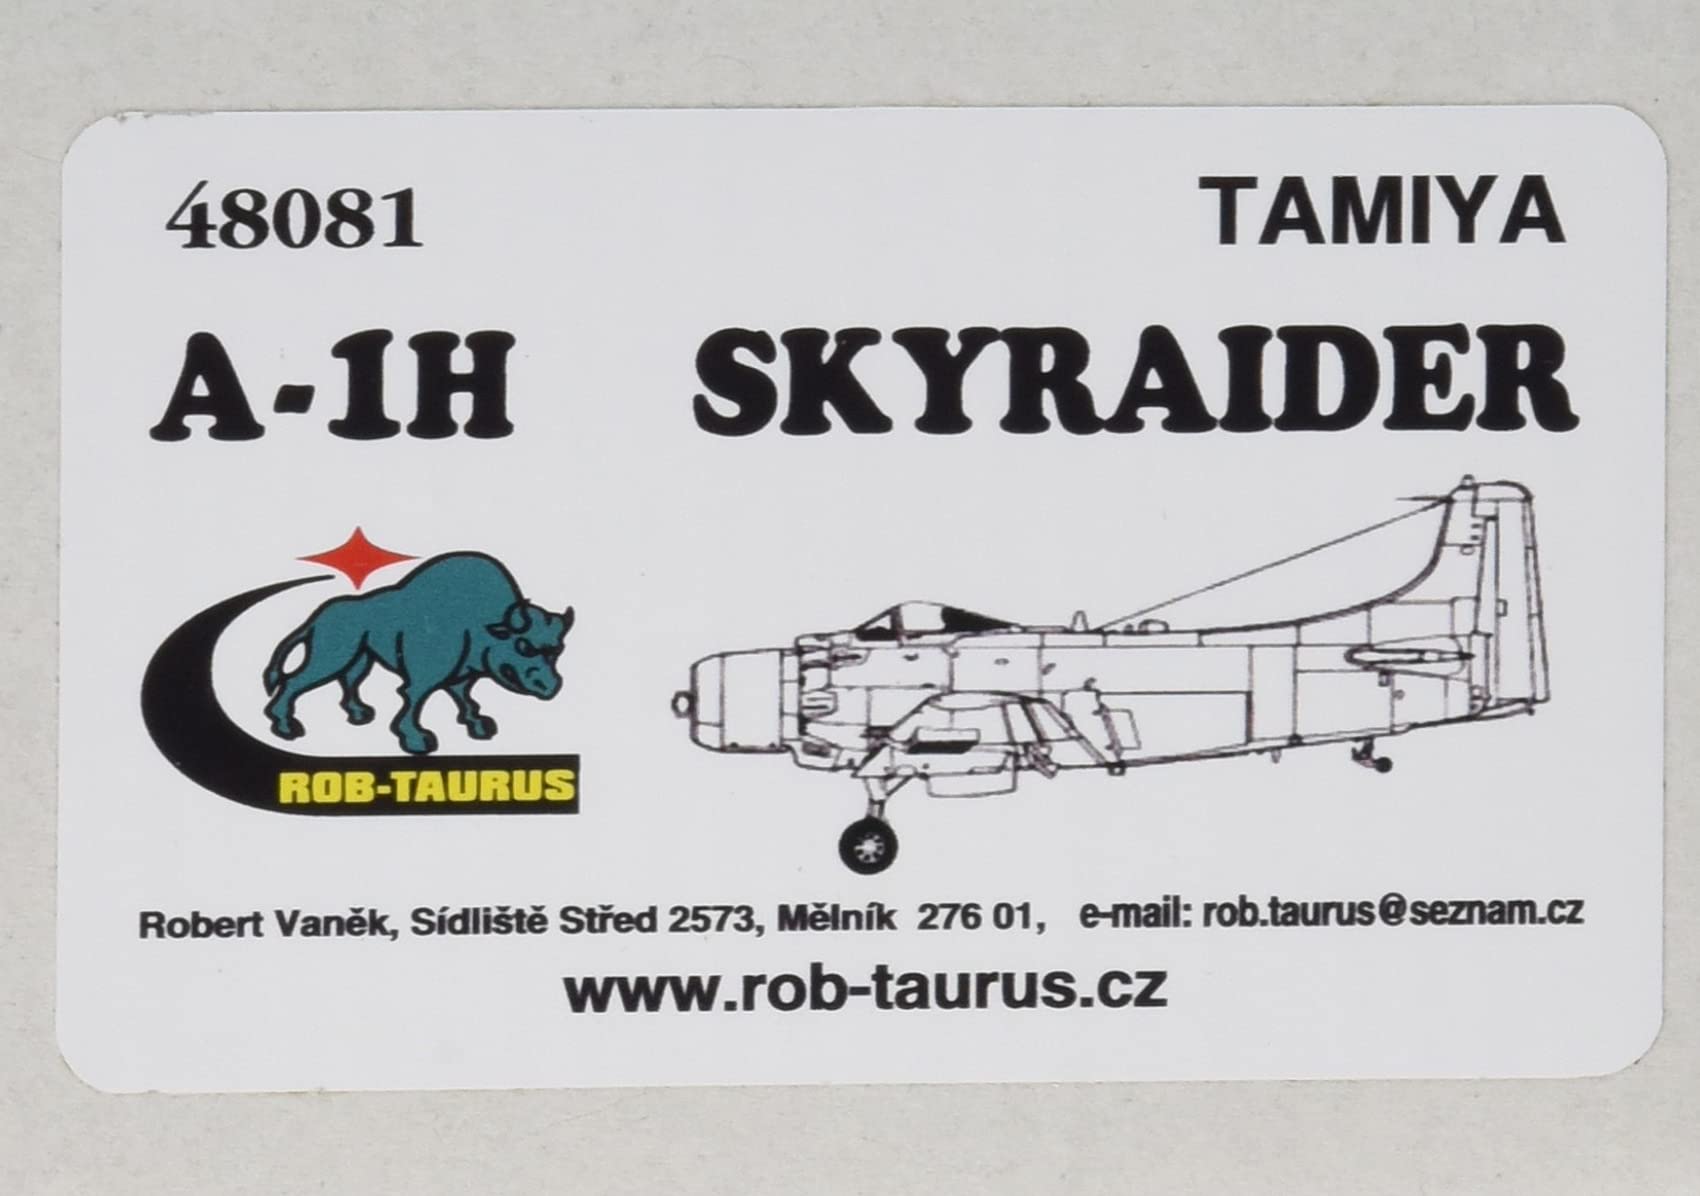 48081 TAMIYA
A-1H SKYRAIDER
ROB-TAURUS
Robert Vaněk, Sídliště Střed 2573, Mělník 276 01, e-mail: rob.taurus@seznam.cz
www.rob-taurus.cz